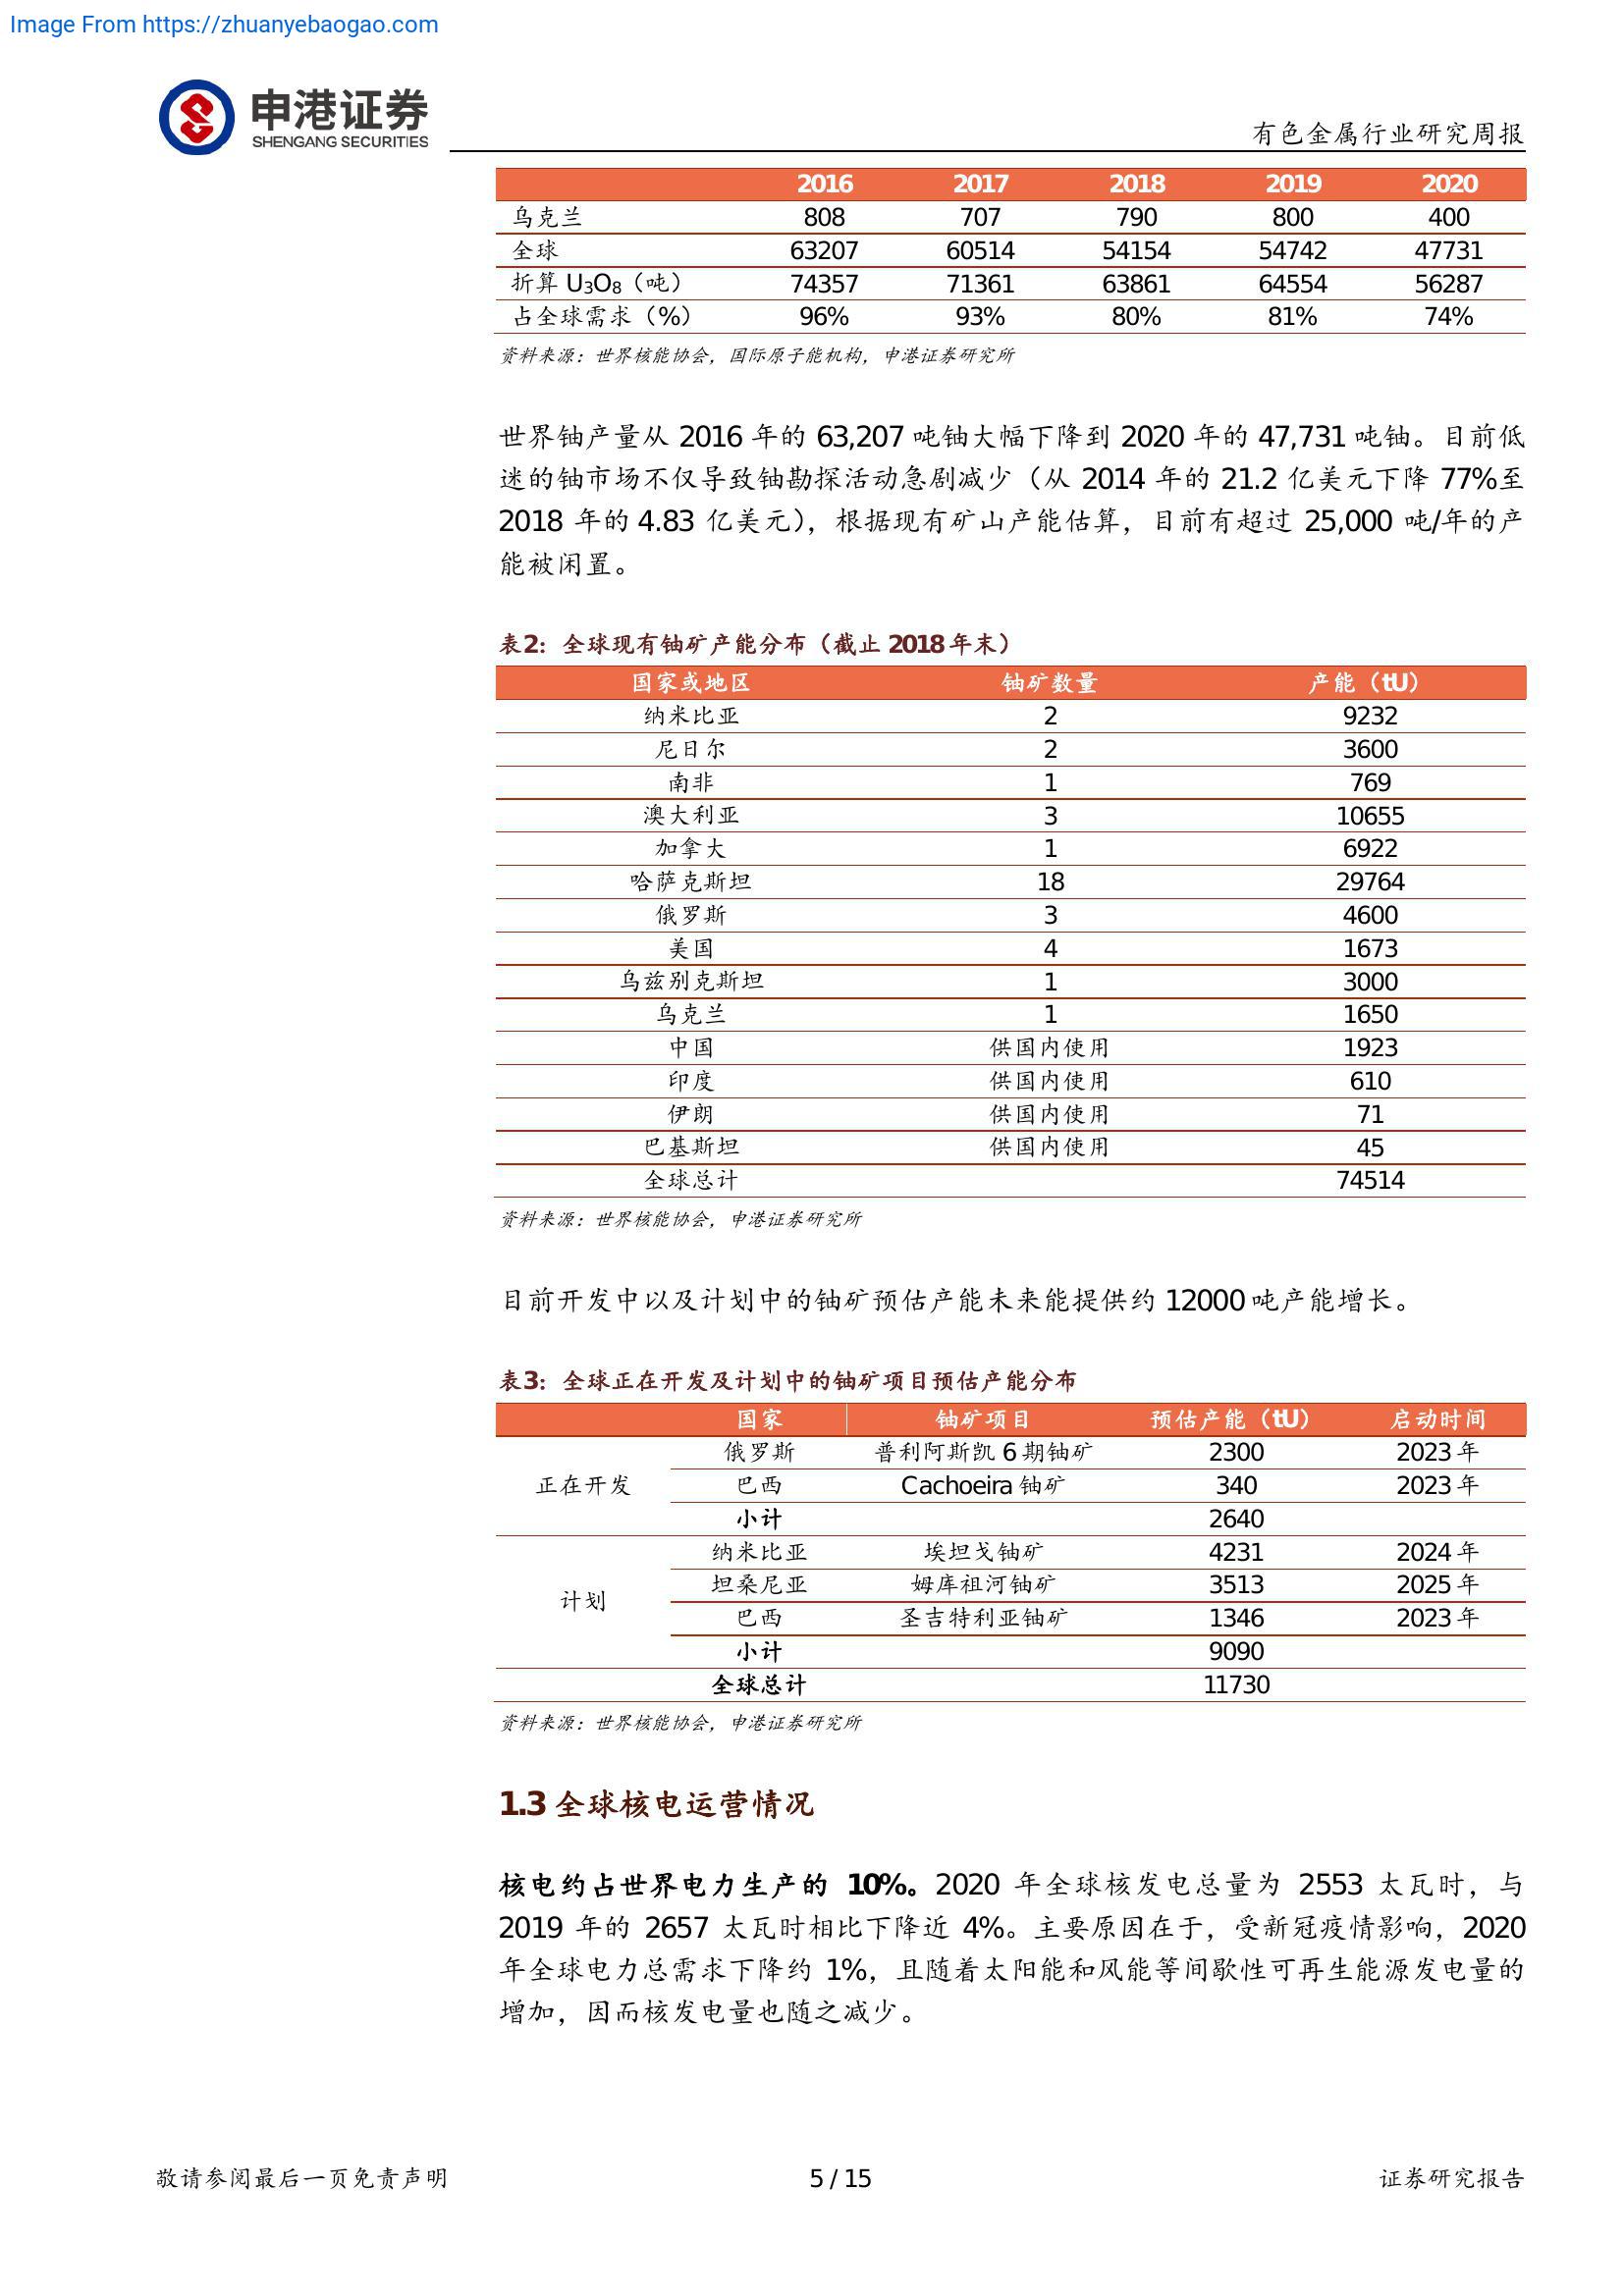 Image From https://zhuanyebaogao.com
申港证券
SHENGANG SECURITIES
有色金属行业研究周报
2016 2017 2018 2019 2020
乌克兰 808 707 790 800 400
全球 63207 60514 54154 54742 47731
折算 U₃O₈（吨） 74357 71361 63861 64554 56287
占全球需求（%） 96% 93% 80% 81% 74%
资料来源：世界核能协会，国际原子能机构，申港证券研究所
世界铀产量从 2016 年的 63,207 吨铀大幅下降到 2020 年的 47,731 吨铀。目前低
迷的铀市场不仅导致铀勘探活动急剧减少（从 2014 年的 21.2 亿美元下降 77%至
2018 年的 4.83 亿美元），根据现有矿山产能估算，目前有超过 25,000 吨/年的产
能被闲置。
表2：全球现有铀矿产能分布（截止 2018 年末）
国家或地区 铀矿数量 产能（tU）
纳米比亚 2 9232
尼日尔 2 3600
南非 1 769
澳大利亚 3 10655
加拿大 1 6922
哈萨克斯坦 18 29764
俄罗斯 3 4600
美国 4 1673
乌兹别克斯坦 1 3000
乌克兰 1 1650
中国 供国内使用 1923
印度 供国内使用 610
伊朗 供国内使用 71
巴基斯坦 供国内使用 45
全球总计 74514
资料来源：世界核能协会，申港证券研究所
目前开发中以及计划中的铀矿预估产能未来能提供约 12000 吨产能增长。
表3：全球正在开发及计划中的铀矿项目预估产能分布
国家 铀矿项目 预估产能（tU） 启动时间
俄罗斯 普利阿斯凯 6 期铀矿 2300 2023 年
正在开发 巴西 Cachoeira 铀矿 340 2023 年
小计 2640
纳米比亚 埃坦戈铀矿 4231 2024 年
坦桑尼亚 姆库祖河铀矿 3513 2025 年
计划 巴西 圣吉特利亚铀矿 1346 2023 年
小计 9090
全球总计 11730
资料来源：世界核能协会，申港证券研究所
1.3 全球核电运营情况
核电约占世界电力生产的 10%。2020 年全球核发电总量为 2553 太瓦时，与
2019 年的 2657 太瓦时相比下降近 4%。主要原因在于，受新冠疫情影响，2020
年全球电力总需求下降约 1%，且随着太阳能和风能等间歇性可再生能源发电量的
增加，因而核发电量也随之减少。
敬请参阅最后一页免责声明 5 / 15 证券研究报告